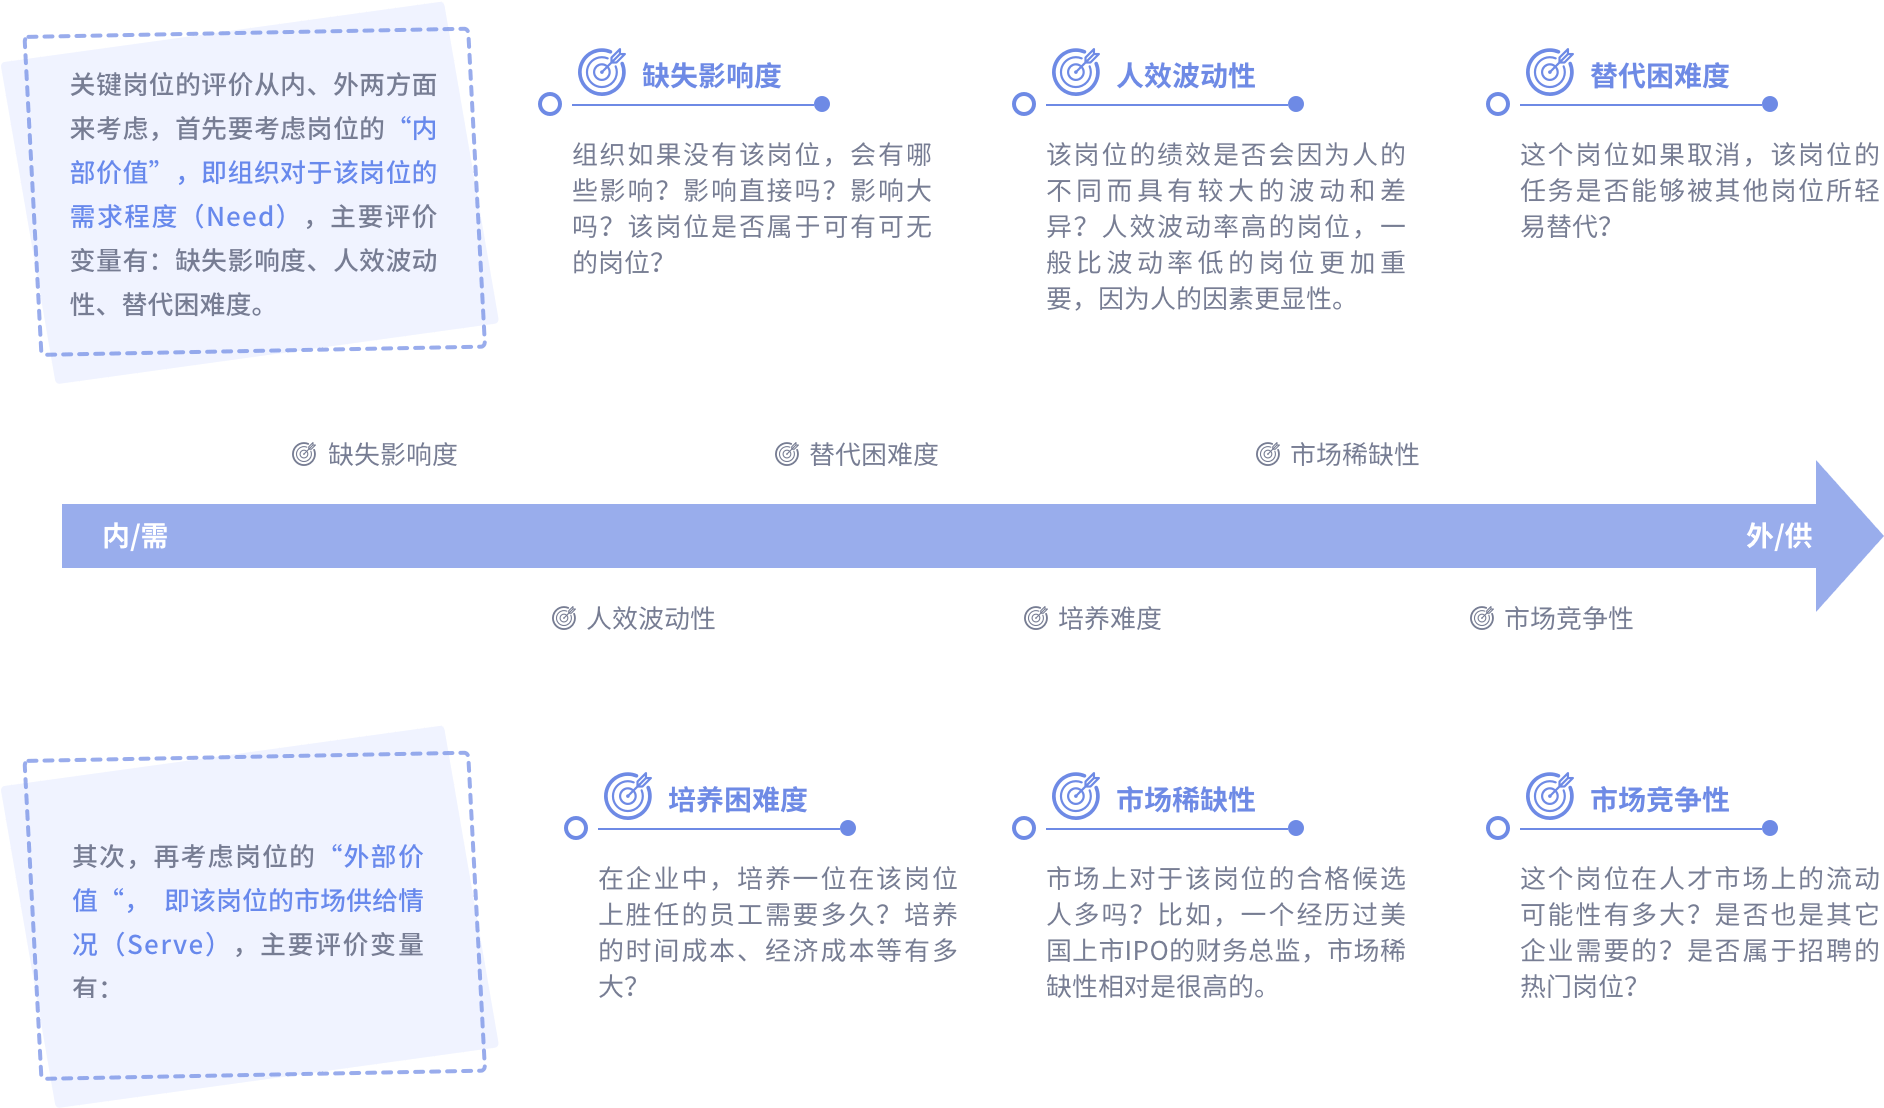 关键岗位的评价从内、外两方面
来考虑，首先要考虑岗位的“内
部价值”，即组织对于该岗位的
需求程度（Need），主要评价
变量有：缺失影响度、人效波动
性、替代困难度。
缺失影响度
组织如果没有该岗位，会有哪
些影响？影响直接吗？影响大
吗？该岗位是否属于可有可无
的岗位？
人效波动性
该岗位的绩效是否会因为人的
不同而具有较大的波动和差
异？人效波动率高的岗位，一
般比波动率低的岗位更加重
要，因为人的因素更显性。
替代困难度
这个岗位如果取消，该岗位的
任务是否能够被其他岗位所轻
易替代？
缺失影响度
替代困难度
市场稀缺性
内/需
外/供
人效波动性
培养难度
市场竞争性
其次，再考虑岗位的“外部价
值“， 即该岗位的市场供给情
况（Serve），主要评价变量
有：
培养困难度
在企业中，培养一位在该岗位
上胜任的员工需要多久？培养
的时间成本、经济成本等有多
大？
市场稀缺性
市场上对于该岗位的合格候选
人多吗？比如，一个经历过美
国上市IPO的财务总监，市场稀
缺性相对是很高的。
市场竞争性
这个岗位在人才市场上的流动
可能性有多大？是否也是其它
企业需要的？是否属于招聘的
热门岗位？